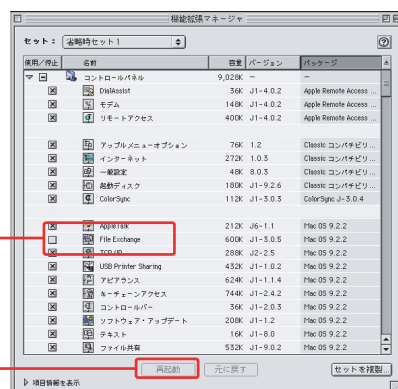 機能拡張マネージャ
セット： 省略時セット 1
使用／停止 名前 容量 バージョン パッケージ
コントロールパネル 9,028K － －
DialAssist 36K J1-4.0.2 Apple Remote Access ...
モデム 148K J1-4.0.2 Apple Remote Access ...
リモートアクセス 400K J1-4.0.2 Apple Remote Access ...
アップルメニューオプション 76K 1.2 Classic コンパチビリ...
インターネット 272K 1.0.3 Classic コンパチビリ...
一般設定 48K 8.0.3 Classic コンパチビリ...
起動ディスク 180K J1-9.2.6 Classic コンパチビリ...
ColorSync 112K J1-3.0.3 ColorSync J-3.0.4
AppleTalk 212K J6-1.1 Mac OS 9.2.2
File Exchange 600K J1-3.0.5 Mac OS 9.2.2
TCP/IP 288K J2-2.5 Mac OS 9.2.2
USB Printer Sharing 432K J1-1.0.2 Mac OS 9.2.2
アピアランス 624K J1-1.1.4 Mac OS 9.2.2
キーチェーンアクセス 744K J1-2.4.2 Mac OS 9.2.2
コントロールバー 36K J1-2.0.3 Mac OS 9.2.2
ソフトウェア・アップデート 208K J1-1.2 Mac OS 9.2.2
テキスト 16K J1-8.0 Mac OS 9.2.2
ファイル共有 532K J1-9.0.2 Mac OS 9.2.2
再起動 元に戻す セットを複製...
項目情報を表示